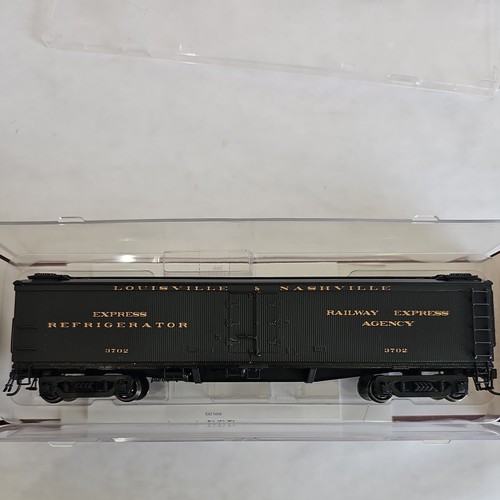 LOUISVILLE & NASHVILLE
EXPRESS
REFRIGERATOR
3702
RAILWAY EXPRESS
AGENCY
3702